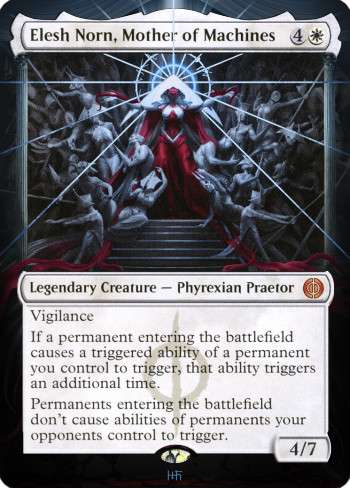 Elesh Norn, Mother of Machines 4
Legendary Creature — Phyrexian Praetor
Vigilance
If a permanent entering the battlefield
causes a triggered ability of a permanent
you control to trigger, that ability triggers
an additional time.
Permanents entering the battlefield
don't cause abilities of permanents your
opponents control to trigger.
4/7